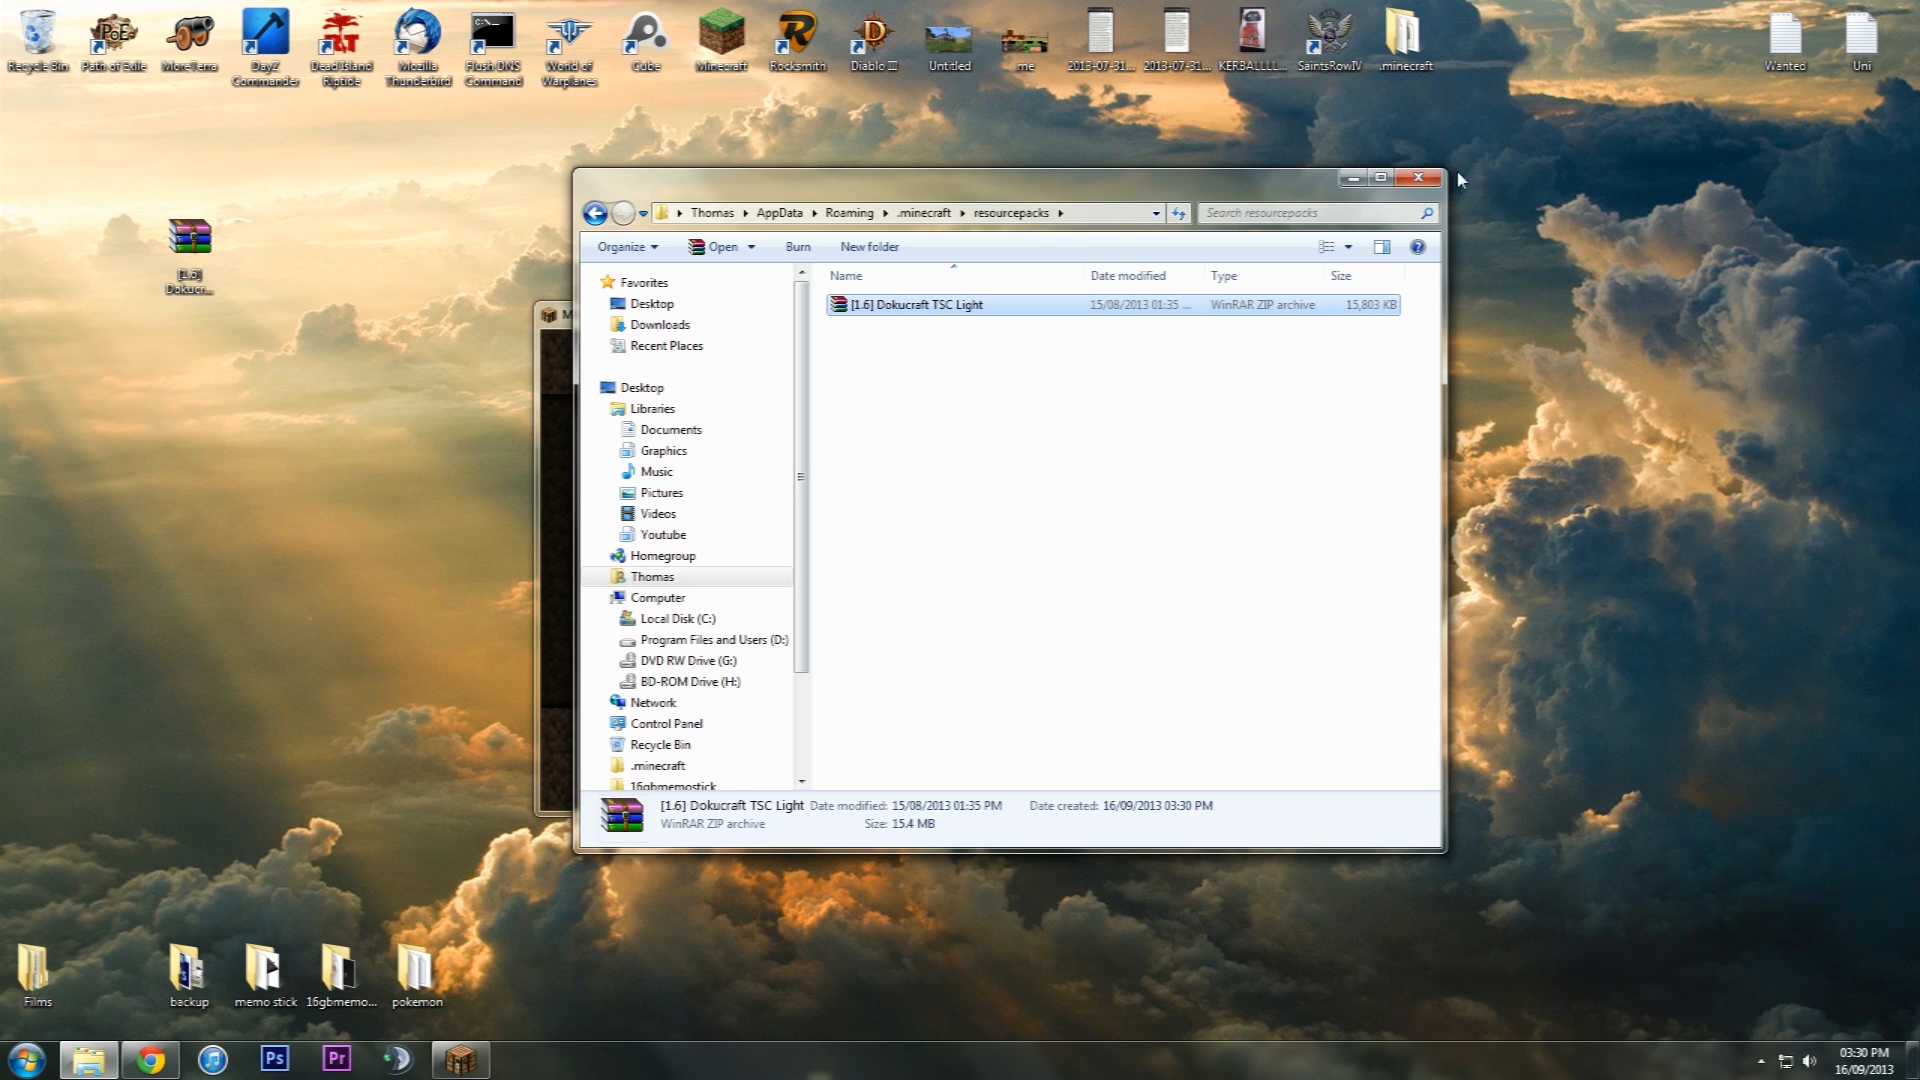 Recycle Bin
Path of Exile
MoreTerra
DayZ Commander
Dead Island Riptide
Mozilla Thunderbird
Flush DNS Command
World of Warplanes
Cube
Minecraft
Rocksmith
Diablo III
Untitled
me
2013-07-31...
2013-07-31...
KERBALLLL...
SaintsRowIV
.minecraft
Wanted
Uni
[1.6] Dokucr...
Thomas
AppData
Roaming
.minecraft
resourcepacks
Search resourcepacks
Organize
Open
Burn
New folder
Name
Date modified
Type
Size
[1.6] Dokucraft TSC Light
15/08/2013 01:35 ...
WinRAR ZIP archive
15,803 KB
Favorites
Desktop
Downloads
Recent Places
Desktop
Libraries
Documents
Graphics
Music
Pictures
Videos
Youtube
Homegroup
Thomas
Computer
Local Disk (C:)
Program Files and Users (D:)
DVD RW Drive (G:)
BD-ROM Drive (H:)
Network
Control Panel
Recycle Bin
.minecraft
16gbmemostick
M
[1.6] Dokucraft TSC Light
Date modified: 15/08/2013 01:35 PM
Date created: 16/09/2013 03:30 PM
WinRAR ZIP archive
Size: 15.4 MB
Films
backup
memo stick
16gbmemo...
pokemon
Ps
Pr
03:30 PM
16/09/2013